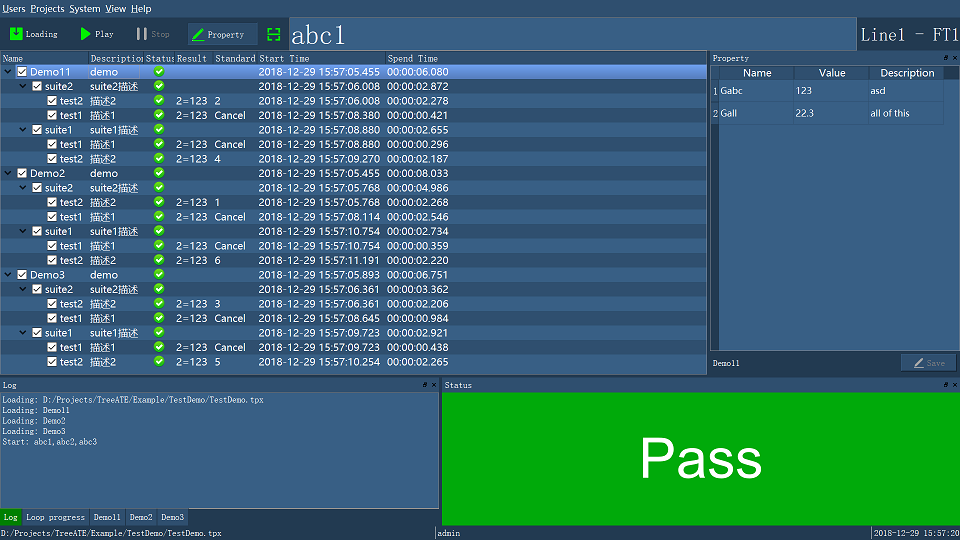 Users Projects System View Help
Loading Play Stop Property abc1 Line1 - FT1
Name Description Status Result Standard Start Time Spend Time
Demo11 demo 2018-12-29 15:57:05.455 00:00:06.080
suite2 suite2描述 2018-12-29 15:57:06.008 00:00:02.872
test2 描述2 2=123 2 2018-12-29 15:57:06.008 00:00:02.278
test1 描述1 2=123 Cancel 2018-12-29 15:57:08.380 00:00:00.421
suite1 suite1描述 2018-12-29 15:57:08.880 00:00:02.655
test1 描述1 2=123 Cancel 2018-12-29 15:57:08.880 00:00:00.296
test2 描述2 2=123 4 2018-12-29 15:57:09.270 00:00:02.187
Demo2 demo 2018-12-29 15:57:05.455 00:00:08.033
suite2 suite2描述 2018-12-29 15:57:05.768 00:00:04.986
test2 描述2 2=123 1 2018-12-29 15:57:05.768 00:00:02.268
test1 描述1 2=123 Cancel 2018-12-29 15:57:08.114 00:00:02.546
suite1 suite1描述 2018-12-29 15:57:10.754 00:00:02.734
test1 描述1 2=123 Cancel 2018-12-29 15:57:10.754 00:00:00.359
test2 描述2 2=123 6 2018-12-29 15:57:11.191 00:00:02.220
Demo3 demo 2018-12-29 15:57:05.893 00:00:06.751
suite2 suite2描述 2018-12-29 15:57:06.361 00:00:03.362
test2 描述2 2=123 3 2018-12-29 15:57:06.361 00:00:02.206
test1 描述1 2=123 Cancel 2018-12-29 15:57:08.645 00:00:00.984
suite1 suite1描述 2018-12-29 15:57:09.723 00:00:02.921
test1 描述1 2=123 Cancel 2018-12-29 15:57:09.723 00:00:00.438
test2 描述2 2=123 5 2018-12-29 15:57:10.254 00:00:02.265
Property
Name Value Description
1 Gabc 123 asd
2 Gall 22.3 all of this
Demo11 Save
Log
Loading: D:/Projects/TreeATE/Example/TestDemo/TestDemo.tpx
Loading: Demo11
Loading: Demo2
Loading: Demo3
Start: abc1,abc2,abc3
Log Loop progress Demo11 Demo2 Demo3
Status
Pass
D:/Projects/TreeATE/Example/TestDemo/TestDemo.tpx admin 2018-12-29 15:57:20